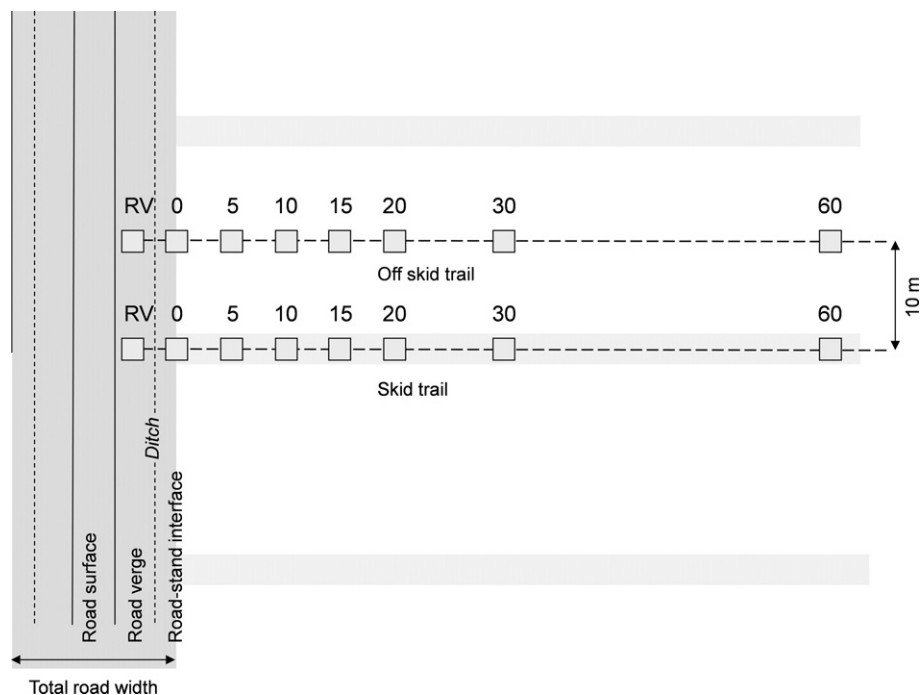 RV 0 5 10 15 20 30 60
Off skid trail
10 m
RV 0 5 10 15 20 30 60
Skid trail
Ditch
Road surface
Road verge
Road-stand interface
Total road width